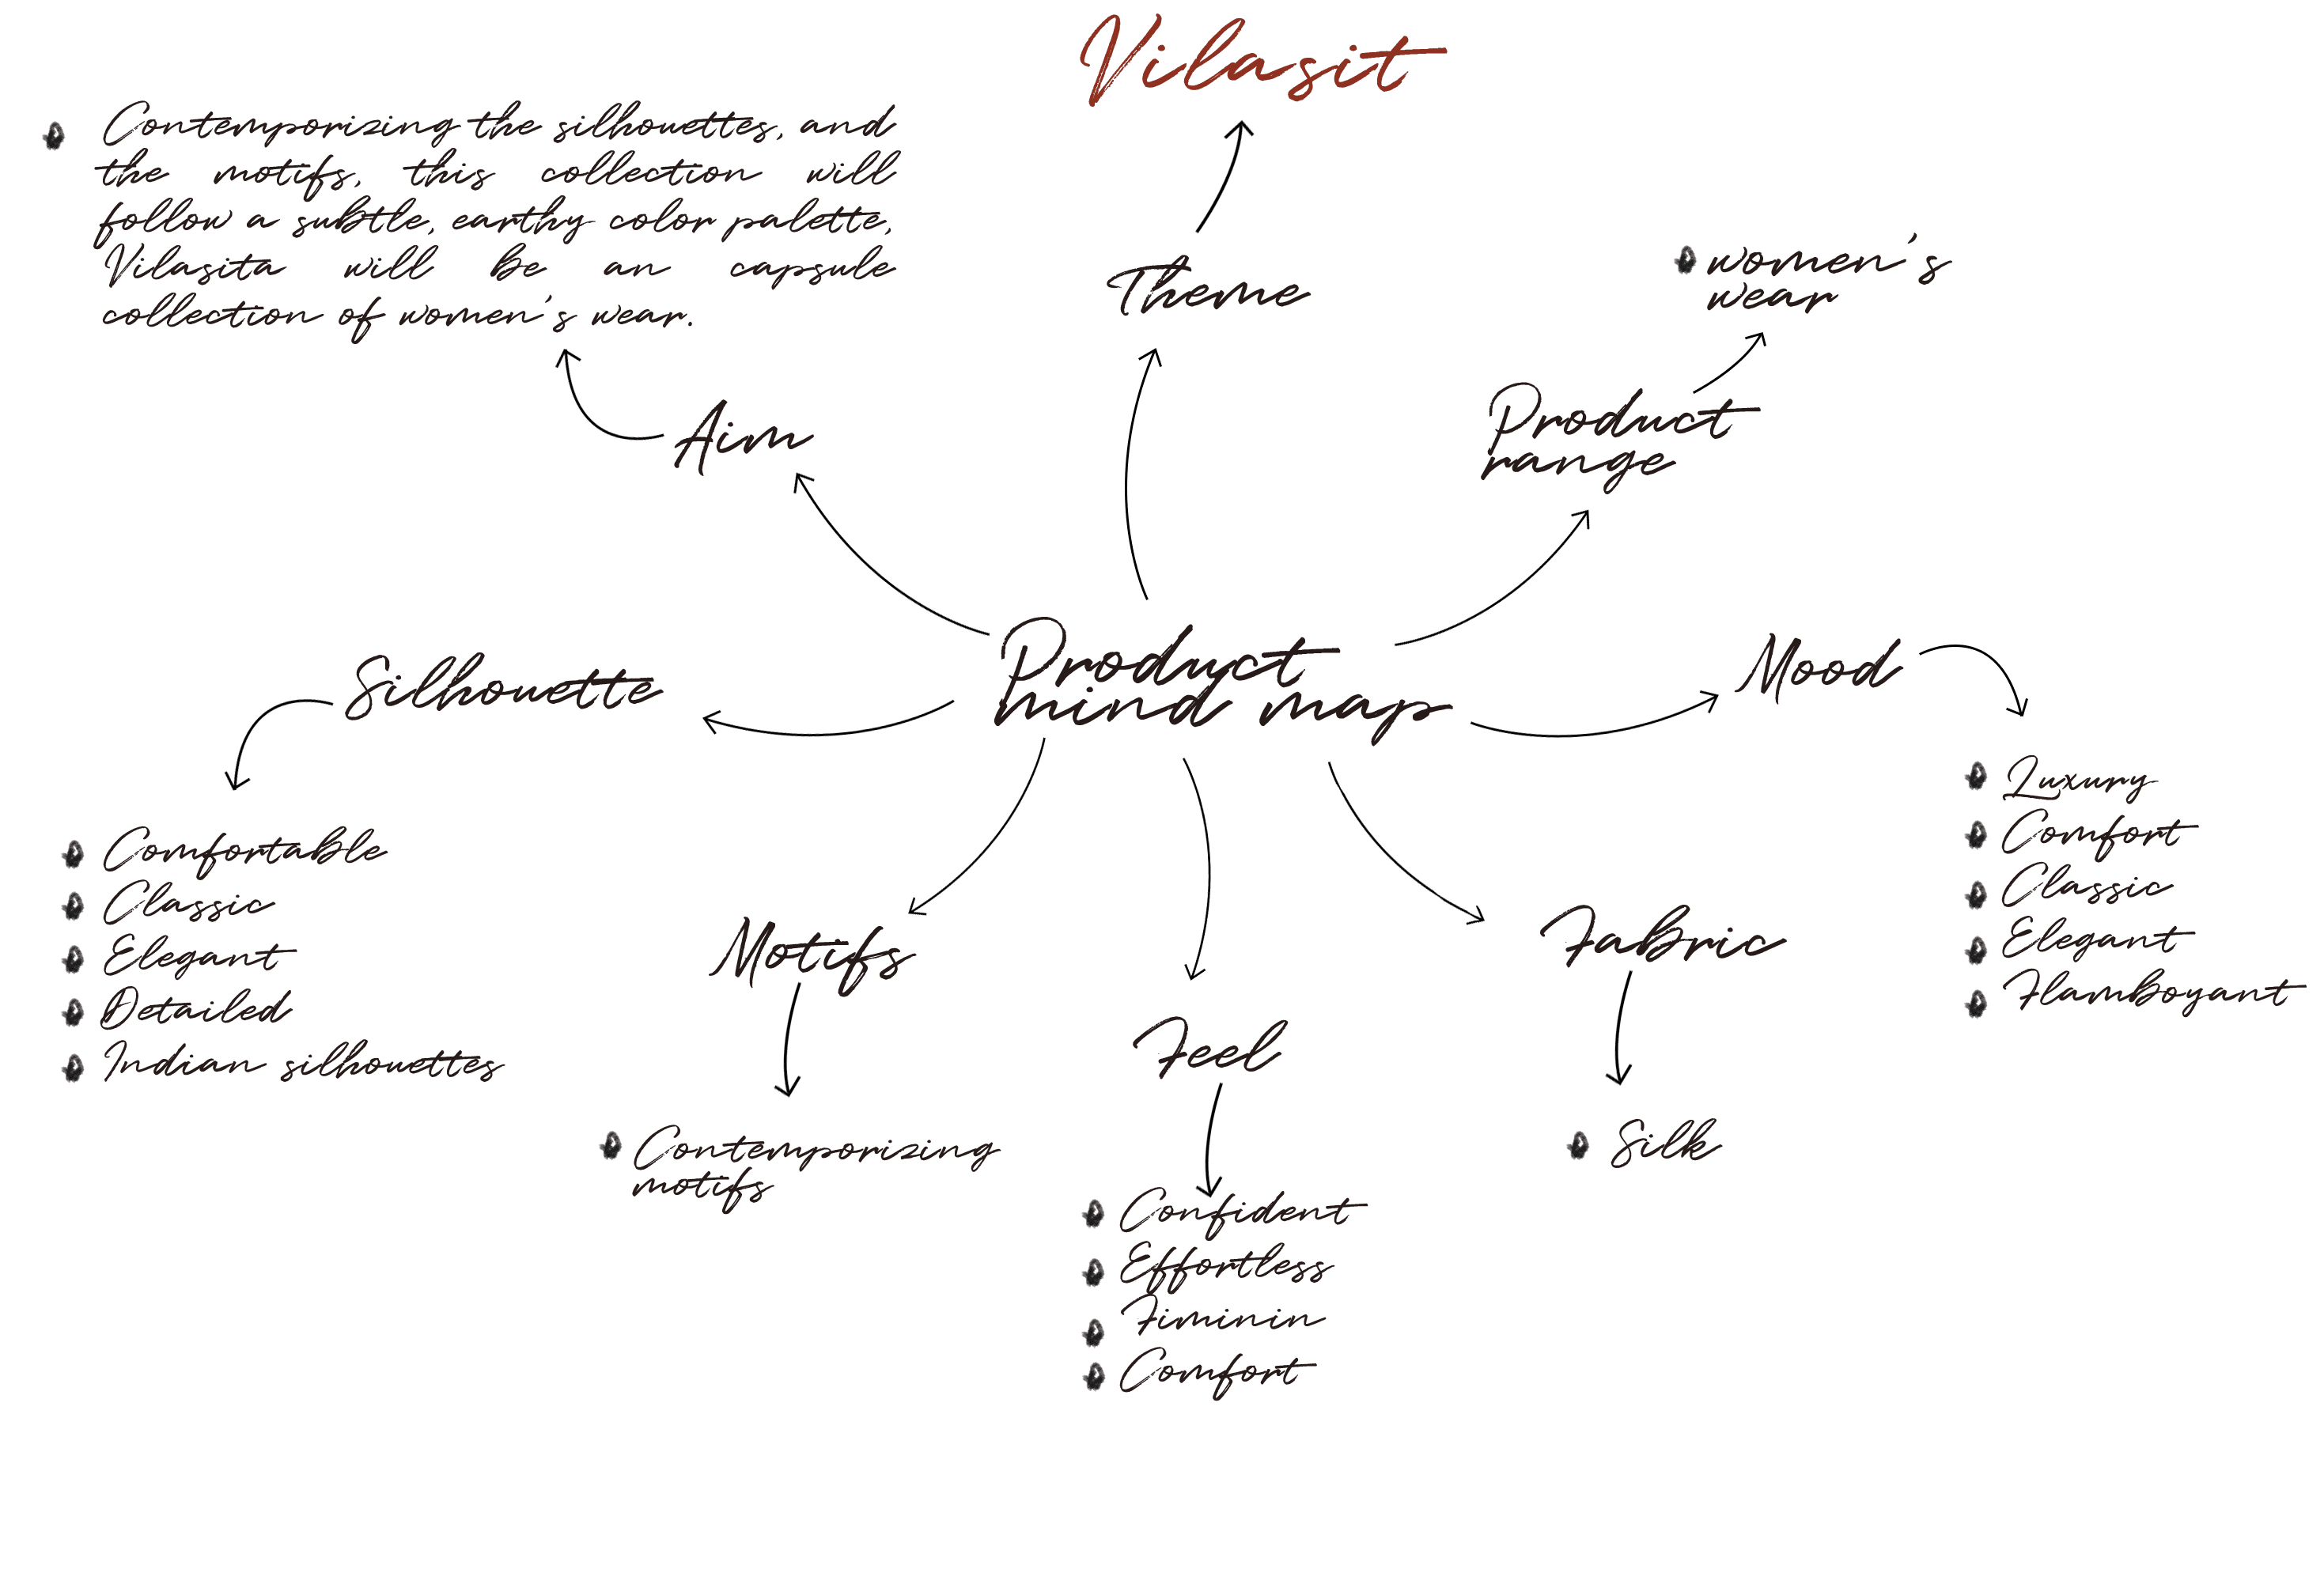 Vilasit
Contemporizing the silhouettes, and
the motifs, this collection will
follow a subtle, earthy color palette,
Vilasita will be an capsule
collection of women's wear.
Theme
women's
wear
Aim
Product
range
Product
mind map
Silhouette
Mood
Luxury
Comfort
Classic
Elegant
Flamboyant
Comfortable
Classic
Elegant
Detailed
Indian silhouettes
Motifs
Contemporizing
motifs
Feel
Confident
Effortless
Fiminin
Comfort
Fabric
Silk